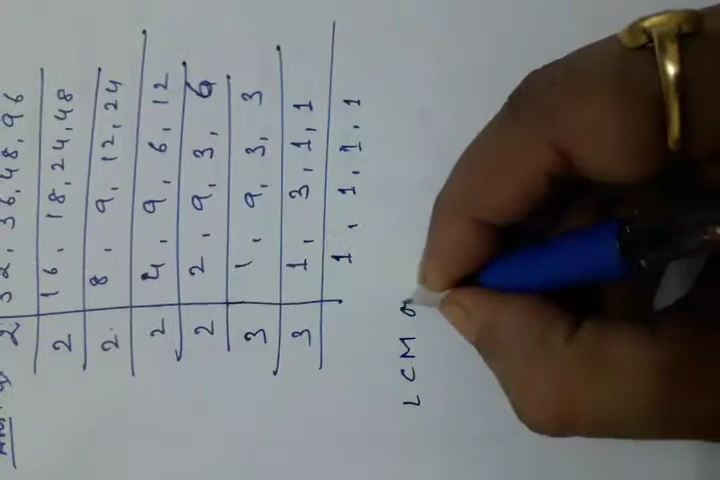 2 32, 36, 48, 96
2 16, 18, 24, 48
2 8, 9, 12, 24
2 4, 9, 6, 12
2 2, 9, 3, 6
3 1, 9, 3, 3
3 1, 3, 1, 1
1, 1, 1, 1
LCM